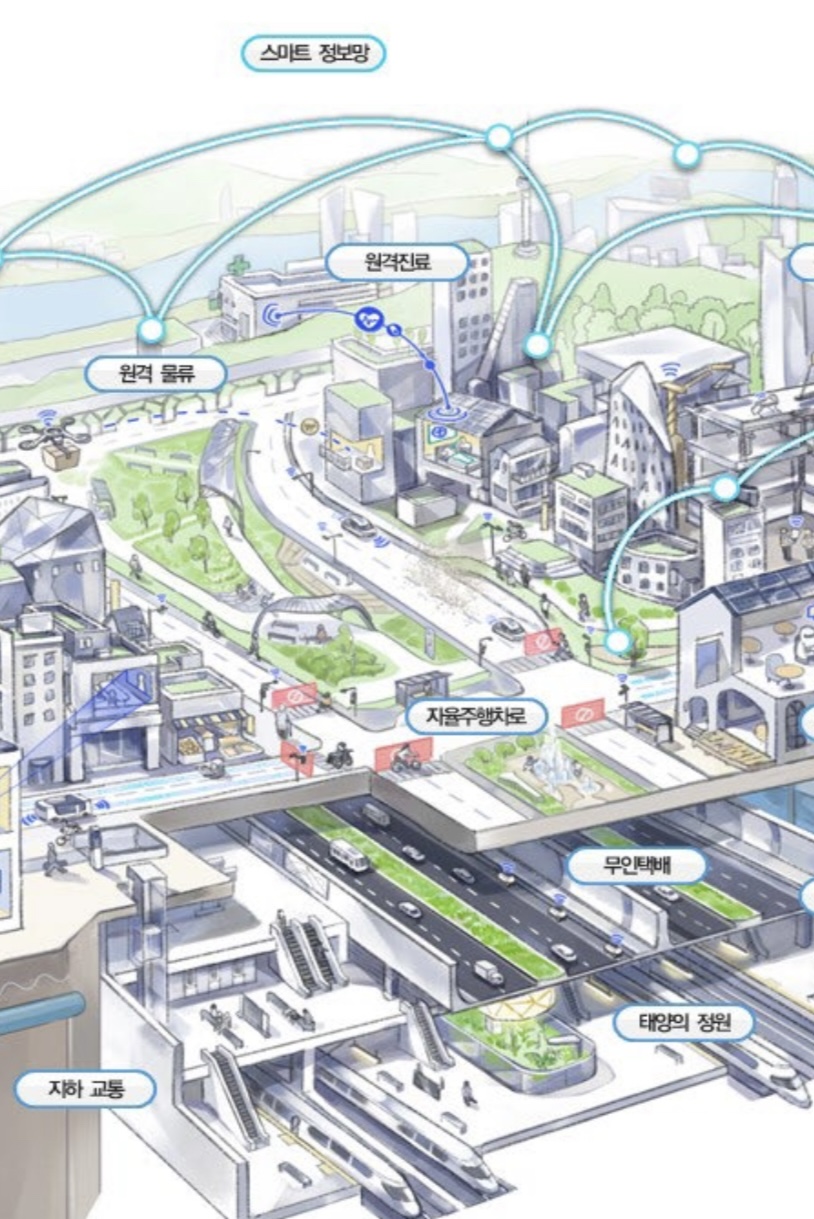 스마트 정보망
원격진료
원격 물류
자율주행차로
무인택배
태양의 정원
지하 교통